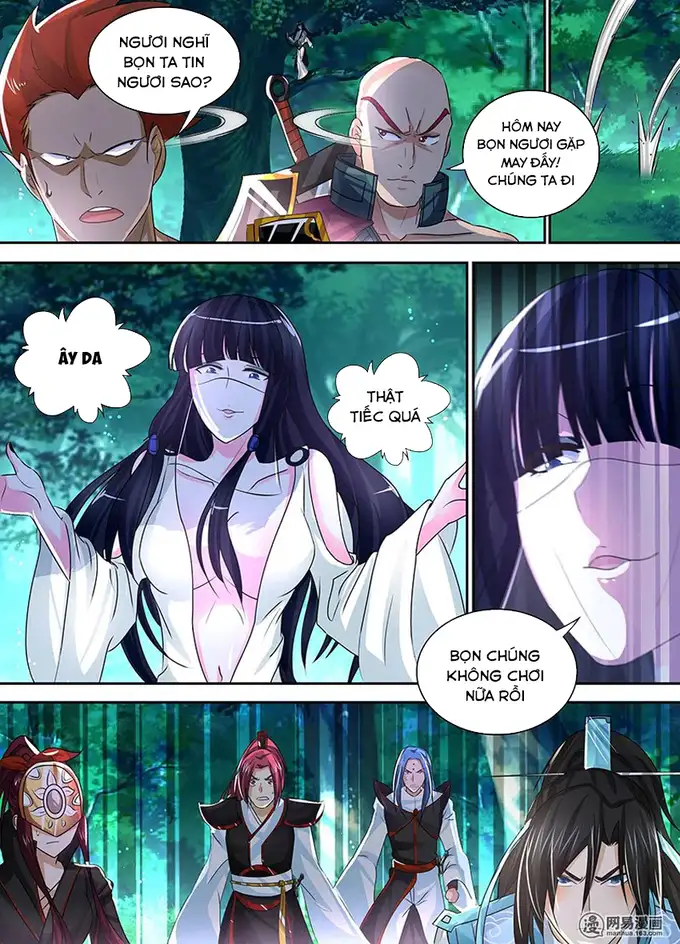 NGƯƠI NGHĨ
BỌN TA TIN
NGƯƠI SAO?
HÔM NAY
BỌN NGƯƠI GẶP
MAY ĐẤY!
CHÚNG TA ĐI
ÂY DA
THẬT
TIẾC QUÁ
BỌN CHÚNG
KHÔNG CHƠI
NỮA RỒI
网易漫画
manhua.163.com